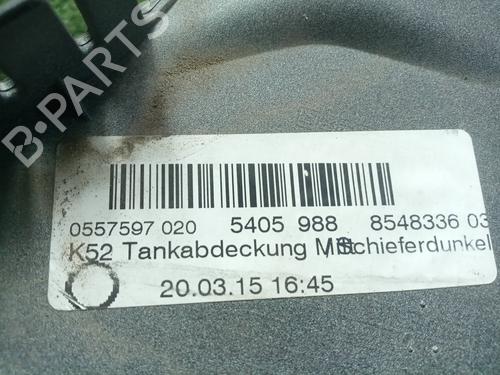 B-PARTS
0557597 020 5405 988 8548336 03
K52 Tankabdeckung Schieferdunkel
20.03.15 16:45